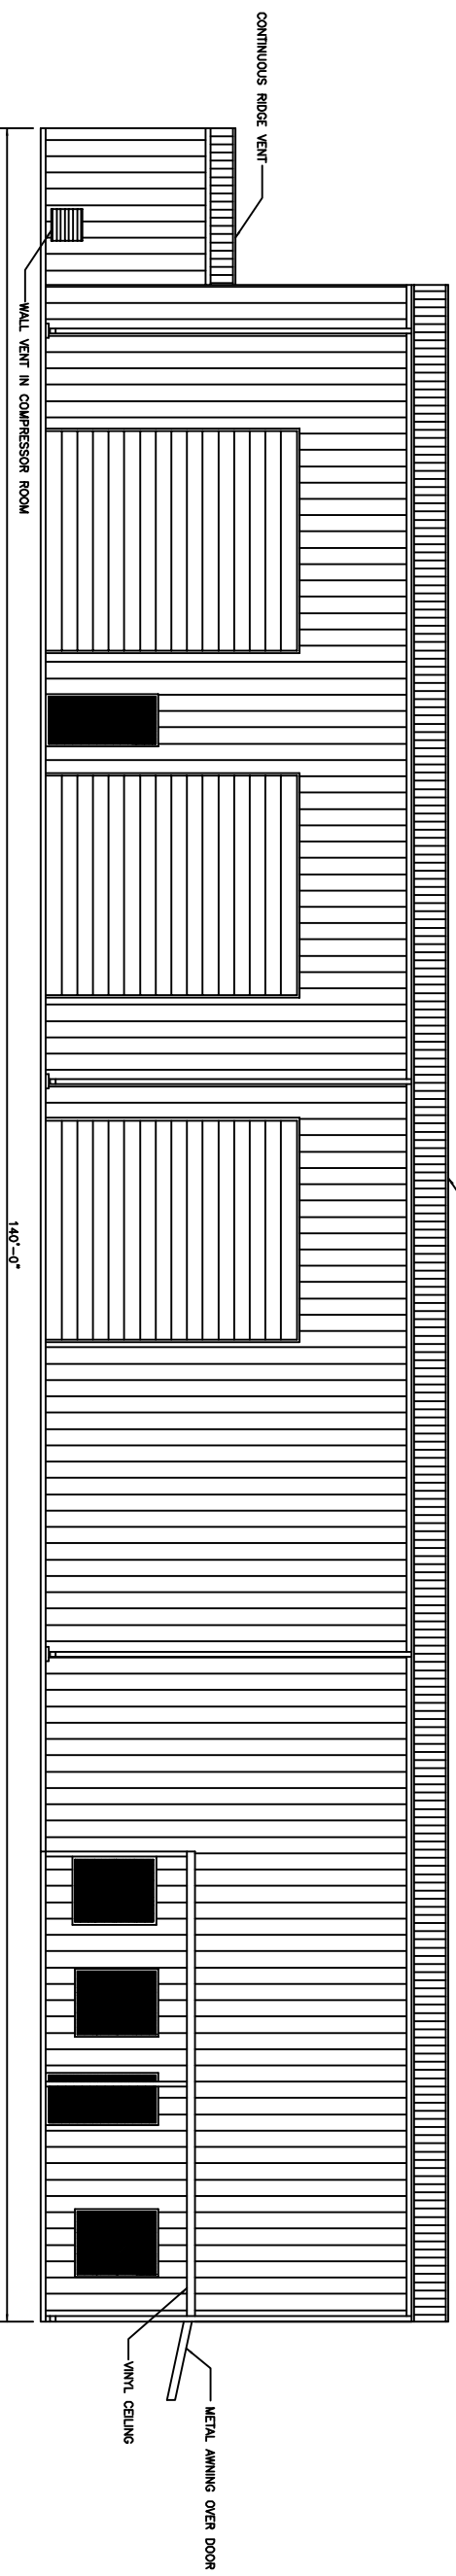 CONTINUOUS RIDGE VENT
WALL VENT IN COMPRESSOR ROOM
140'-0"
VINYL CEILING
METAL AWNING OVER DOOR